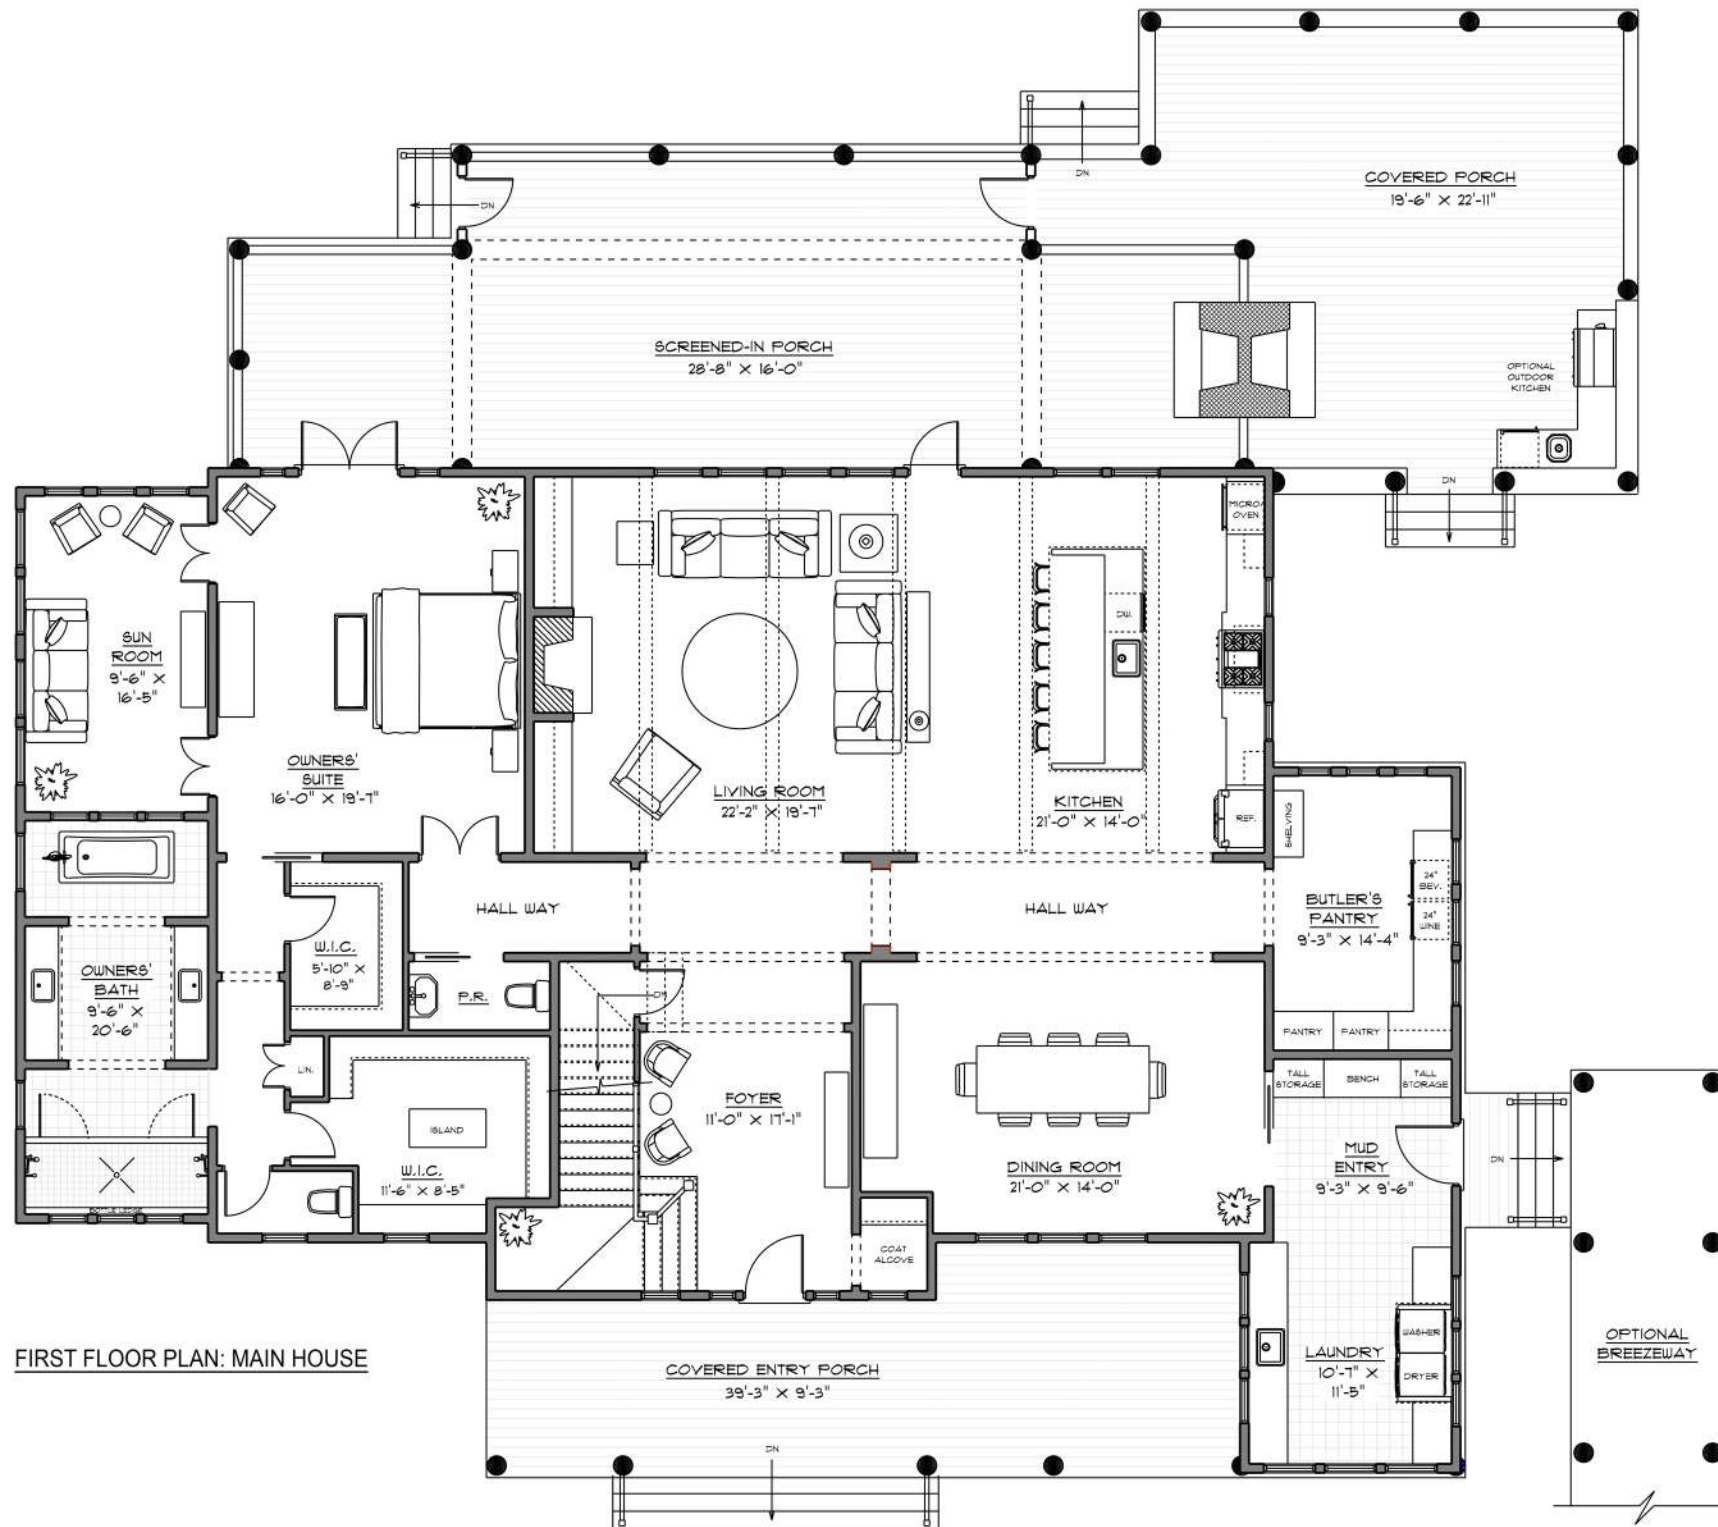 COVERED PORCH
19'-6" X 22'-11"
DN
DN
SCREENED-IN PORCH
28'-8" X 16'-0"
OPTIONAL
OUTDOOR
KITCHEN
DN
MICRO/
OVEN
SUN
ROOM
9'-6" X
16'-5"
OWNERS'
SUITE
16'-0" X 19'-7"
LIVING ROOM
22'-2" X 19'-7"
D.W.
KITCHEN
21'-0" X 14'-0"
REF.
SHELVING
HALL WAY
HALL WAY
BUTLER'S
PANTRY
9'-3" X 14'-4"
24"
BEV.
24"
WINE
PANTRY
PANTRY
OWNERS'
BATH
9'-6" X
20'-6"
W.I.C.
5'-10" X
8'-9"
P.R.
DN
LIN.
ISLAND
W.I.C.
11'-6" X 8'-5"
BOTTLE LEDGE
FOYER
11'-0" X 17'-1"
DINING ROOM
21'-0" X 14'-0"
TALL
STORAGE
BENCH
TALL
STORAGE
MUD
ENTRY
9'-3" X 9'-6"
DN
COAT
ALCOVE
FIRST FLOOR PLAN: MAIN HOUSE
COVERED ENTRY PORCH
39'-3" X 9'-3"
DN
LAUNDRY
10'-7" X
11'-5"
WASHER
DRYER
OPTIONAL
BREEZEWAY